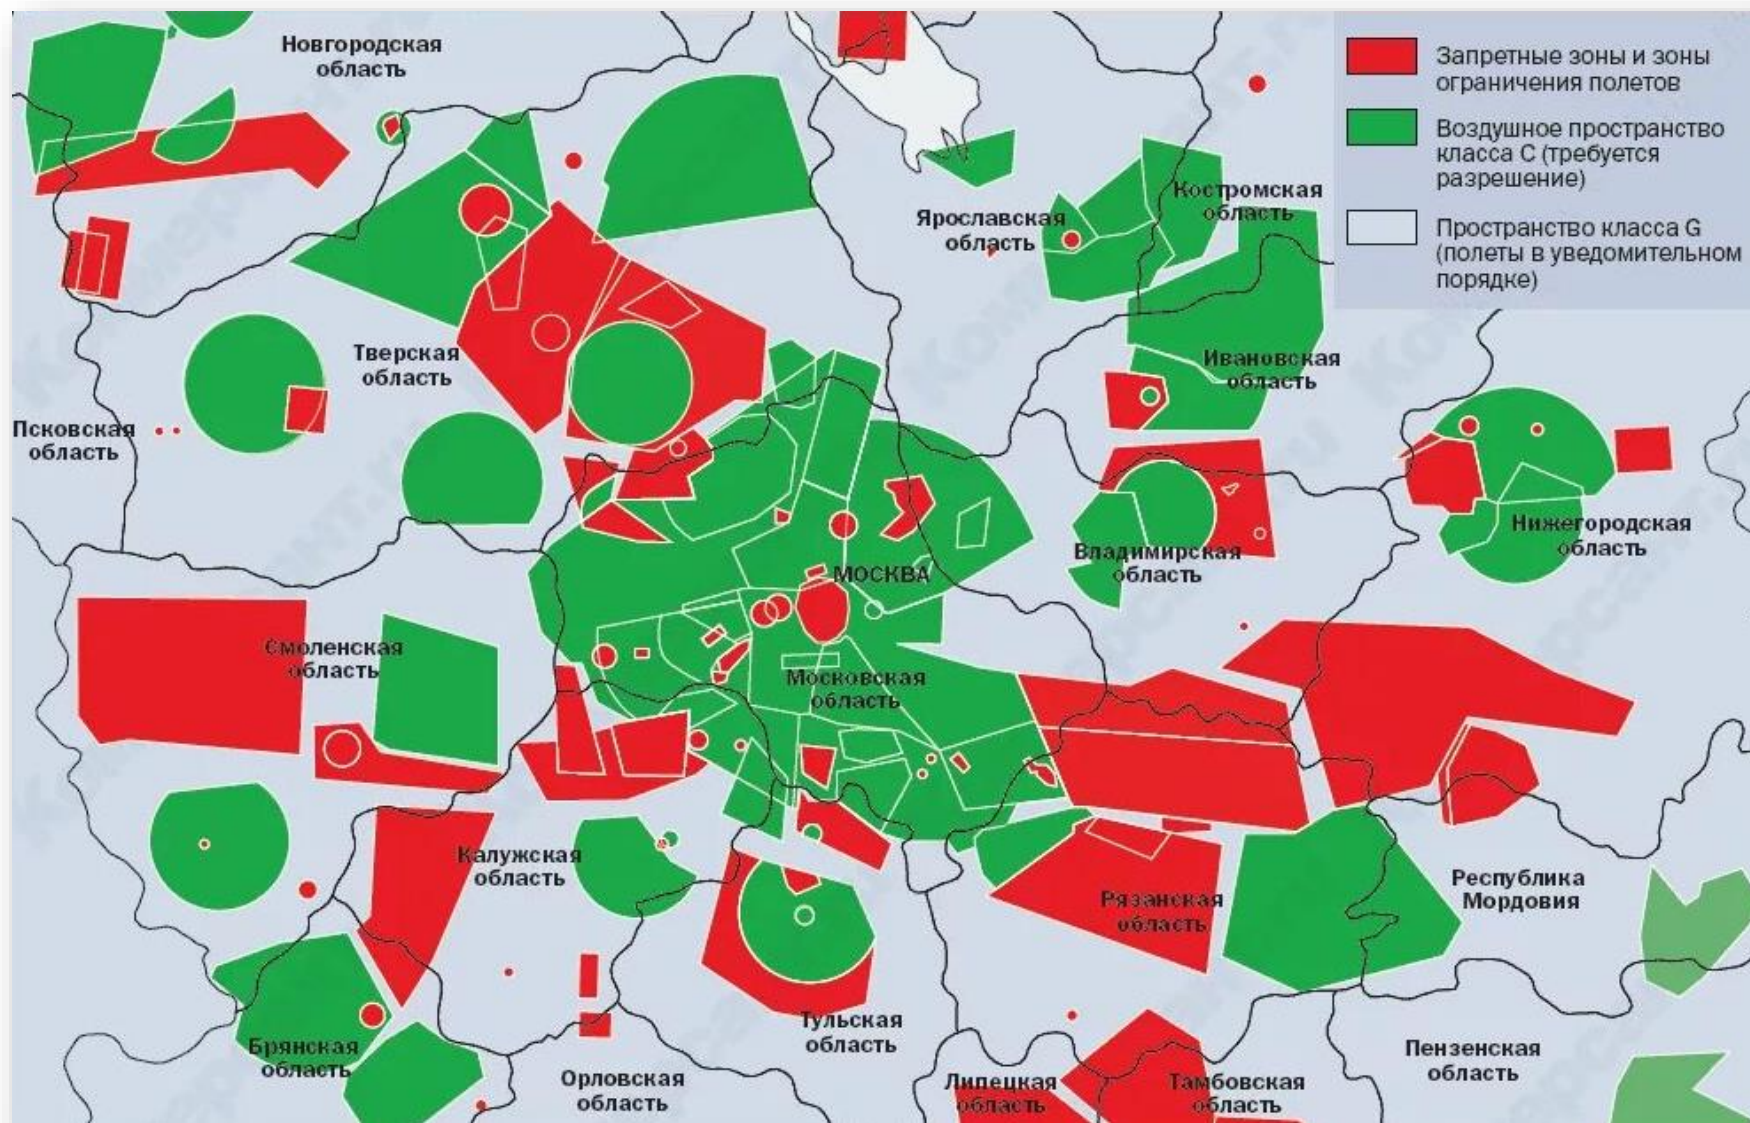 Новгородская
область
Запретные зоны и зоны
ограничения полетов
Воздушное пространство
класса С (требуется
разрешение)
Пространство класса G
(полеты в уведомительном
порядке)
Костромская
область
Ярославская
область
Тверская
область
Ивановская
область
Псковская
область
Нижегородская
область
Владимирская
область
МОСКВА
Смоленская
область
Московская
область
Калужская
область
Рязанская
область
Республика
Мордовия
Тульская
область
Брянская
область
Орловская
область
Липецкая
область
Тамбовская
область
Пензенская
область